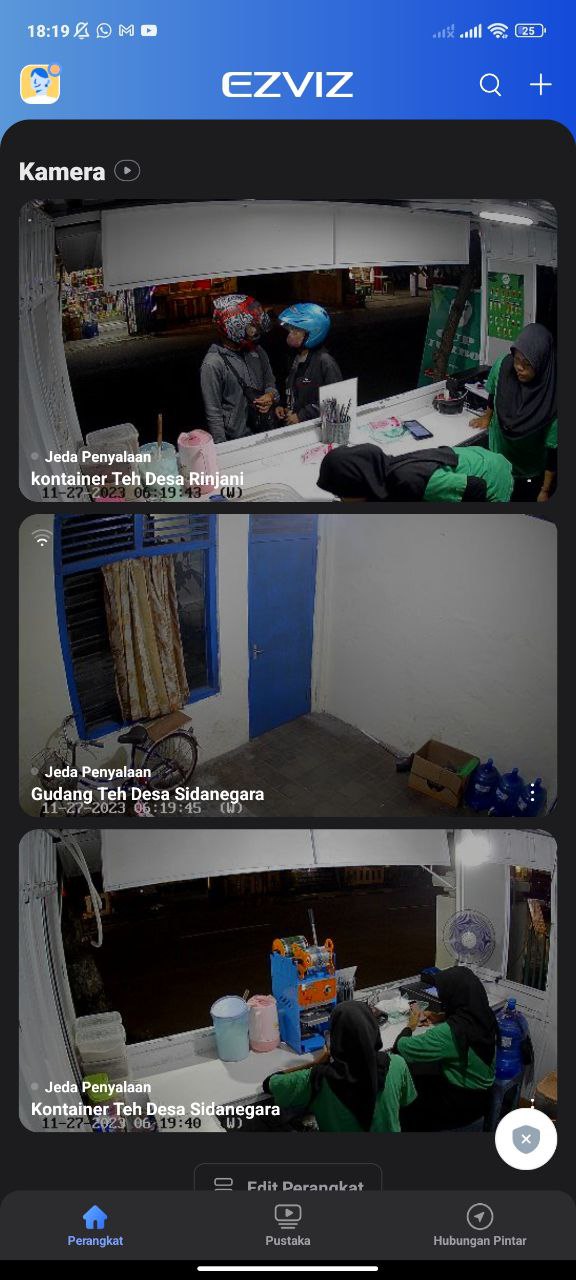 18:19
25
EZVIZ
Kamera
Jeda Penyalaan
kontainer Teh Desa Rinjani
11-27-2023 06:19:43 (W)
Jeda Penyalaan
Gudang Teh Desa Sidanegara
11-27-2023 06:19:45 (W)
Jeda Penyalaan
Kontainer Teh Desa Sidanegara
11-27-2023 06:19:40 W)
Edit Perangkat
Perangkat
Pustaka
Hubungan Pintar